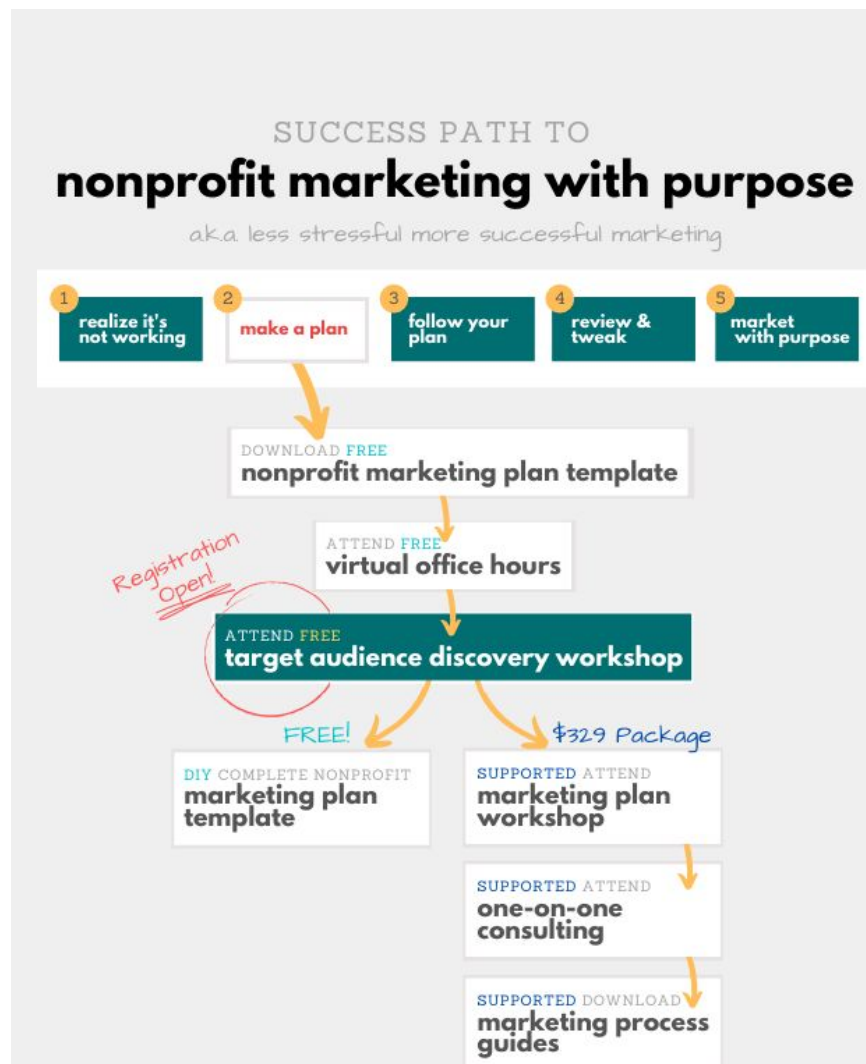 SUCCESS PATH TO
nonprofit marketing with purpose
a.k.a. less stressful more successful marketing
1
realize it's
not working
2
make a plan
3
follow your
plan
4
review &
tweak
5
market
with purpose
DOWNLOAD FREE
nonprofit marketing plan template
ATTEND FREE
virtual office hours
Registration
Open!
ATTEND FREE
target audience discovery workshop
FREE!
DIY COMPLETE NONPROFIT
marketing plan
template
$329 Package
SUPPORTED ATTEND
marketing plan
workshop
SUPPORTED ATTEND
one-on-one
consulting
SUPPORTED DOWNLOAD
marketing process
guides